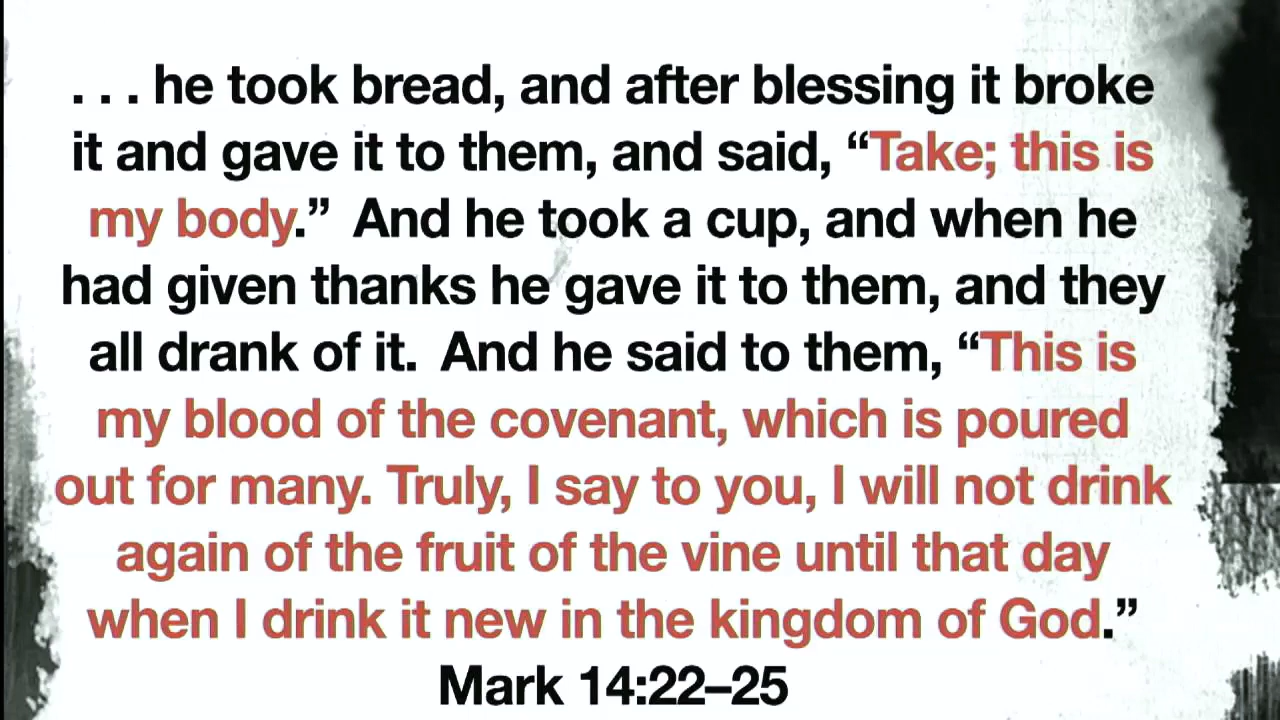 . . . he took bread, and after blessing it broke
it and gave it to them, and said, “Take; this is
my body.”  And he took a cup, and when he
had given thanks he gave it to them, and they
all drank of it.  And he said to them, “This is
my blood of the covenant, which is poured
out for many. Truly, I say to you, I will not drink
again of the fruit of the vine until that day
when I drink it new in the kingdom of God.”
Mark 14:22–25